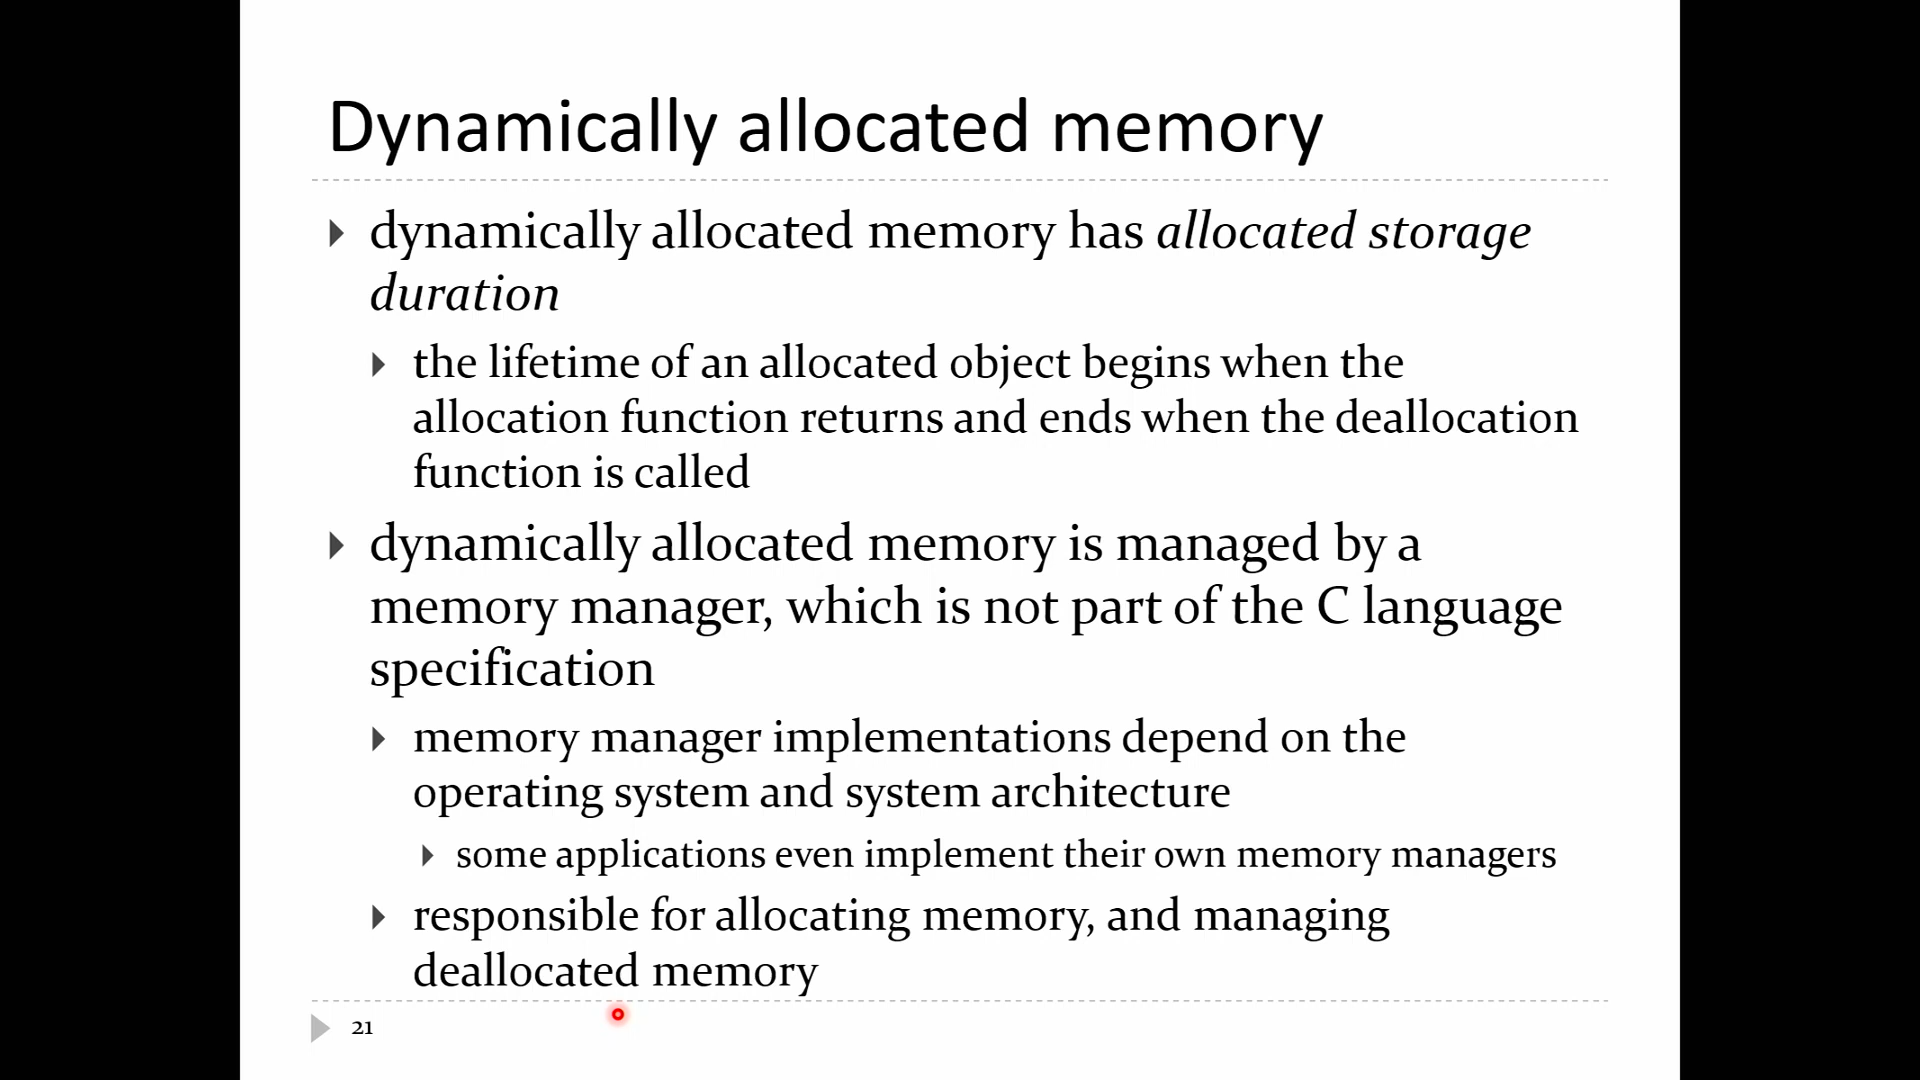 Dynamically allocated memory
dynamically allocated memory has allocated storage
duration
the lifetime of an allocated object begins when the
allocation function returns and ends when the deallocation
function is called
dynamically allocated memory is managed by a
memory manager, which is not part of the C language
specification
memory manager implementations depend on the
operating system and system architecture
some applications even implement their own memory managers
responsible for allocating memory, and managing
deallocated memory
21